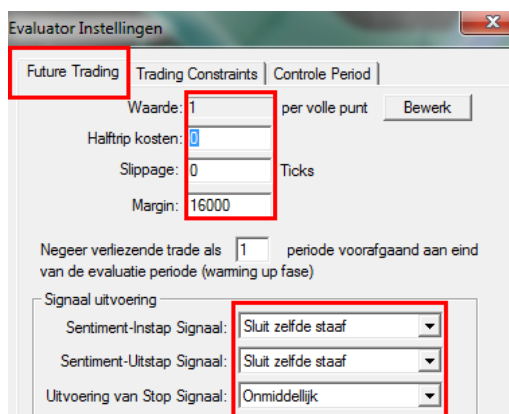 Evaluator Instellingen
Future Trading Trading Constraints Controle Period
Waarde: 1 per volle punt Bewerk
Halftrip kosten: 0
Slippage: 0 Ticks
Margin: 16000
Negeer verliezende trade als 1 periode voorafgaand aan eind
van de evaluatie periode (warming up fase)
Signaal uitvoering
Sentiment-Instap Signaal: Sluit zelfde staaf
Sentiment-Uitstap Signaal: Sluit zelfde staaf
Uitvoering van Stop Signaal: Onmiddellijk